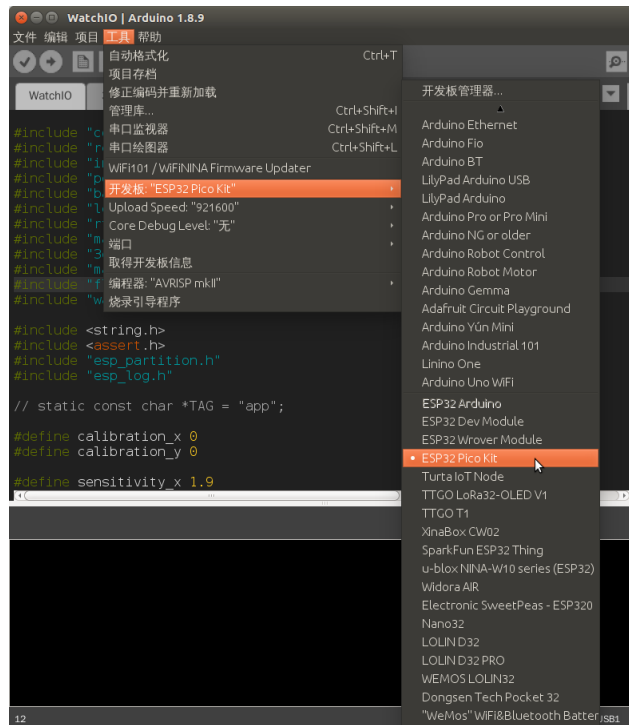 WatchIO | Arduino 1.8.9
文件 编辑 项目 工具 帮助
自动格式化 Ctrl+T
项目存档
修正编码并重新加载
管理库... Ctrl+Shift+I
串口监视器 Ctrl+Shift+M
串口绘图器 Ctrl+Shift+L
WiFi101 / WiFiNINA Firmware Updater
开发板: "ESP32 Pico Kit"
Upload Speed: "921600"
Core Debug Level: "无"
端口
取得开发板信息
编程器: "AVRISP mkII"
烧录引导程序
WatchIO
#include "c
#include "r
#include "i
#include "p
#include "b
#include "l
#include "r
#include "m
#include "3
#include "m
#include "f
#include "w
#include <string.h>
#include <assert.h>
#include "esp_partition.h"
#include "esp_log.h"
// static const char *TAG = "app";
#define calibration_x 0
#define calibration_y 0
#define sensitivity_x 1.9
开发板管理器...
Arduino Ethernet
Arduino Fio
Arduino BT
LilyPad Arduino USB
LilyPad Arduino
Arduino Pro or Pro Mini
Arduino NG or older
Arduino Robot Control
Arduino Robot Motor
Arduino Gemma
Adafruit Circuit Playground
Arduino Yún Mini
Arduino Industrial 101
Linino One
Arduino Uno WiFi
ESP32 Arduino
ESP32 Dev Module
ESP32 Wrover Module
ESP32 Pico Kit
Turta IoT Node
TTGO LoRa32-OLED V1
TTGO T1
XinaBox CW02
SparkFun ESP32 Thing
u-blox NINA-W10 series (ESP32)
Widora AIR
Electronic SweetPeas - ESP320
Nano32
LOLIN D32
LOLIN D32 PRO
WEMOS LOLIN32
Dongsen Tech Pocket 32
"WeMos" WiFi&Bluetooth Batter
12
JSB1